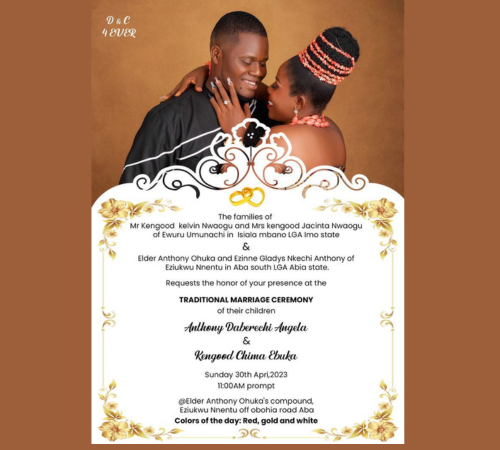 D & C
4 EVER
The families of
Mr Kengood kelvin Nwaogu and Mrs kengood Jacinta Nwaogu
of Ewuru Umunachi in Isiala mbano LGA Imo state
&
Elder Anthony Ohuka and Ezinne Gladys Nkechi Anthony of
Eziukwu Nnentu in Aba south LGA Abia state.
Requests the honor of your presence at the
TRADITIONAL MARRIAGE CEREMONY
of their children
Anthony Daberechi Angela
&
Kengood Chima Ebuka
Sunday 30th Apri,2023
11:00AM prompt
@Elder Anthony Ohuka's compound,
Eziukwu Nnentu off obohia road Aba
Colors of the day: Red, gold and white